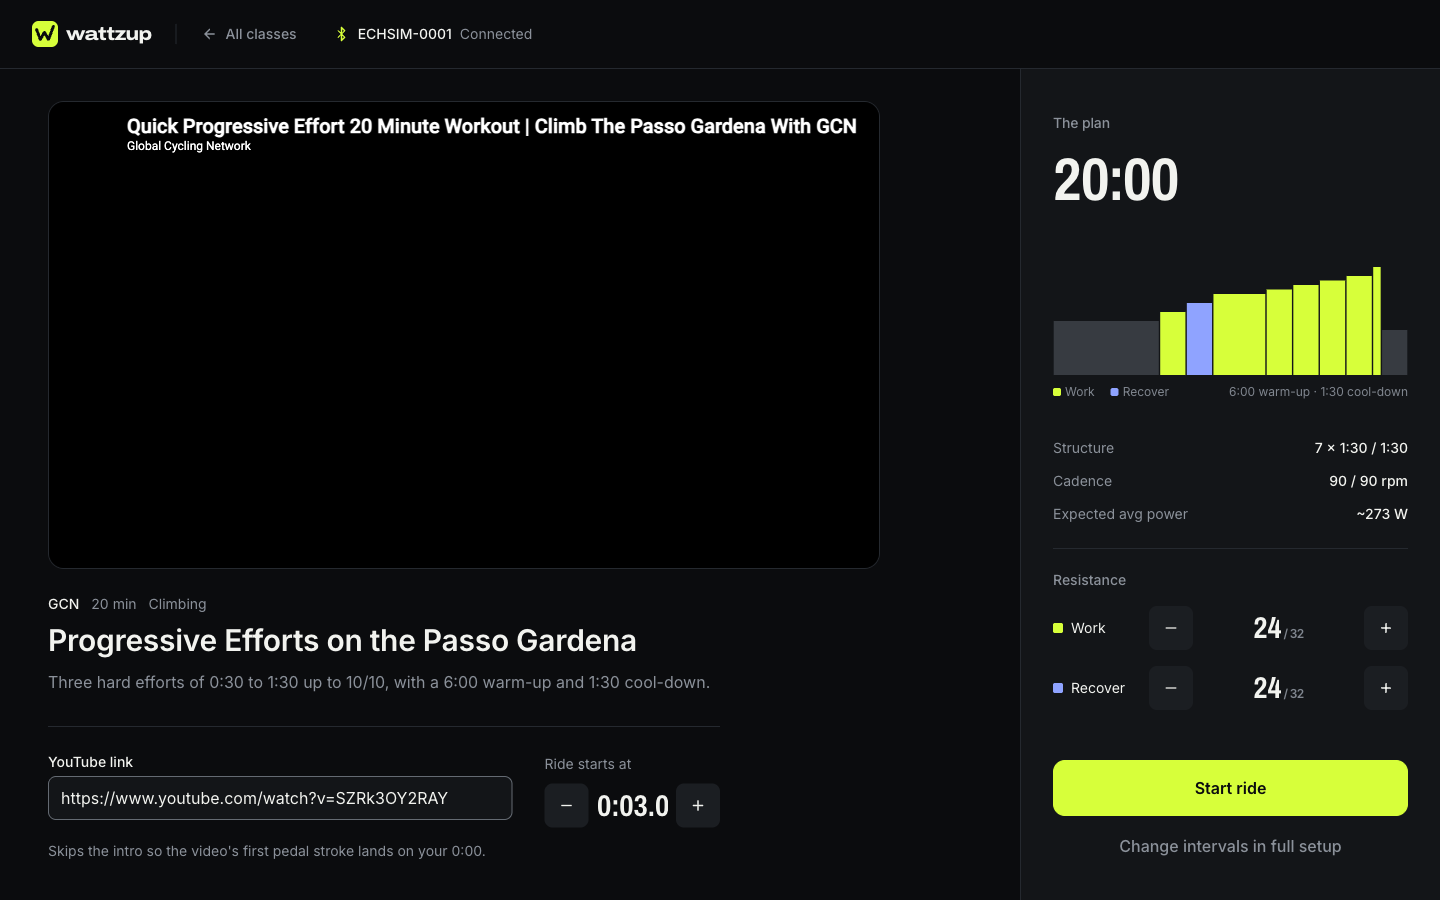 wattzup
All classes
ECHSIM-0001 Connected
Quick Progressive Effort 20 Minute Workout | Climb The Passo Gardena With GCN
Global Cycling Network
GCN 20 min Climbing
Progressive Efforts on the Passo Gardena
Three hard efforts of 0:30 to 1:30 up to 10/10, with a 6:00 warm-up and 1:30 cool-down.
YouTube link
https://www.youtube.com/watch?v=SZRk3OY2RAY
Ride starts at
− 0:03.0 +
Skips the intro so the video's first pedal stroke lands on your 0:00.
The plan
20:00
Work Recover 6:00 warm-up · 1:30 cool-down
Structure 7 × 1:30 / 1:30
Cadence 90 / 90 rpm
Expected avg power ~273 W
Resistance
Work − 24 / 32 +
Recover − 24 / 32 +
Start ride
Change intervals in full setup